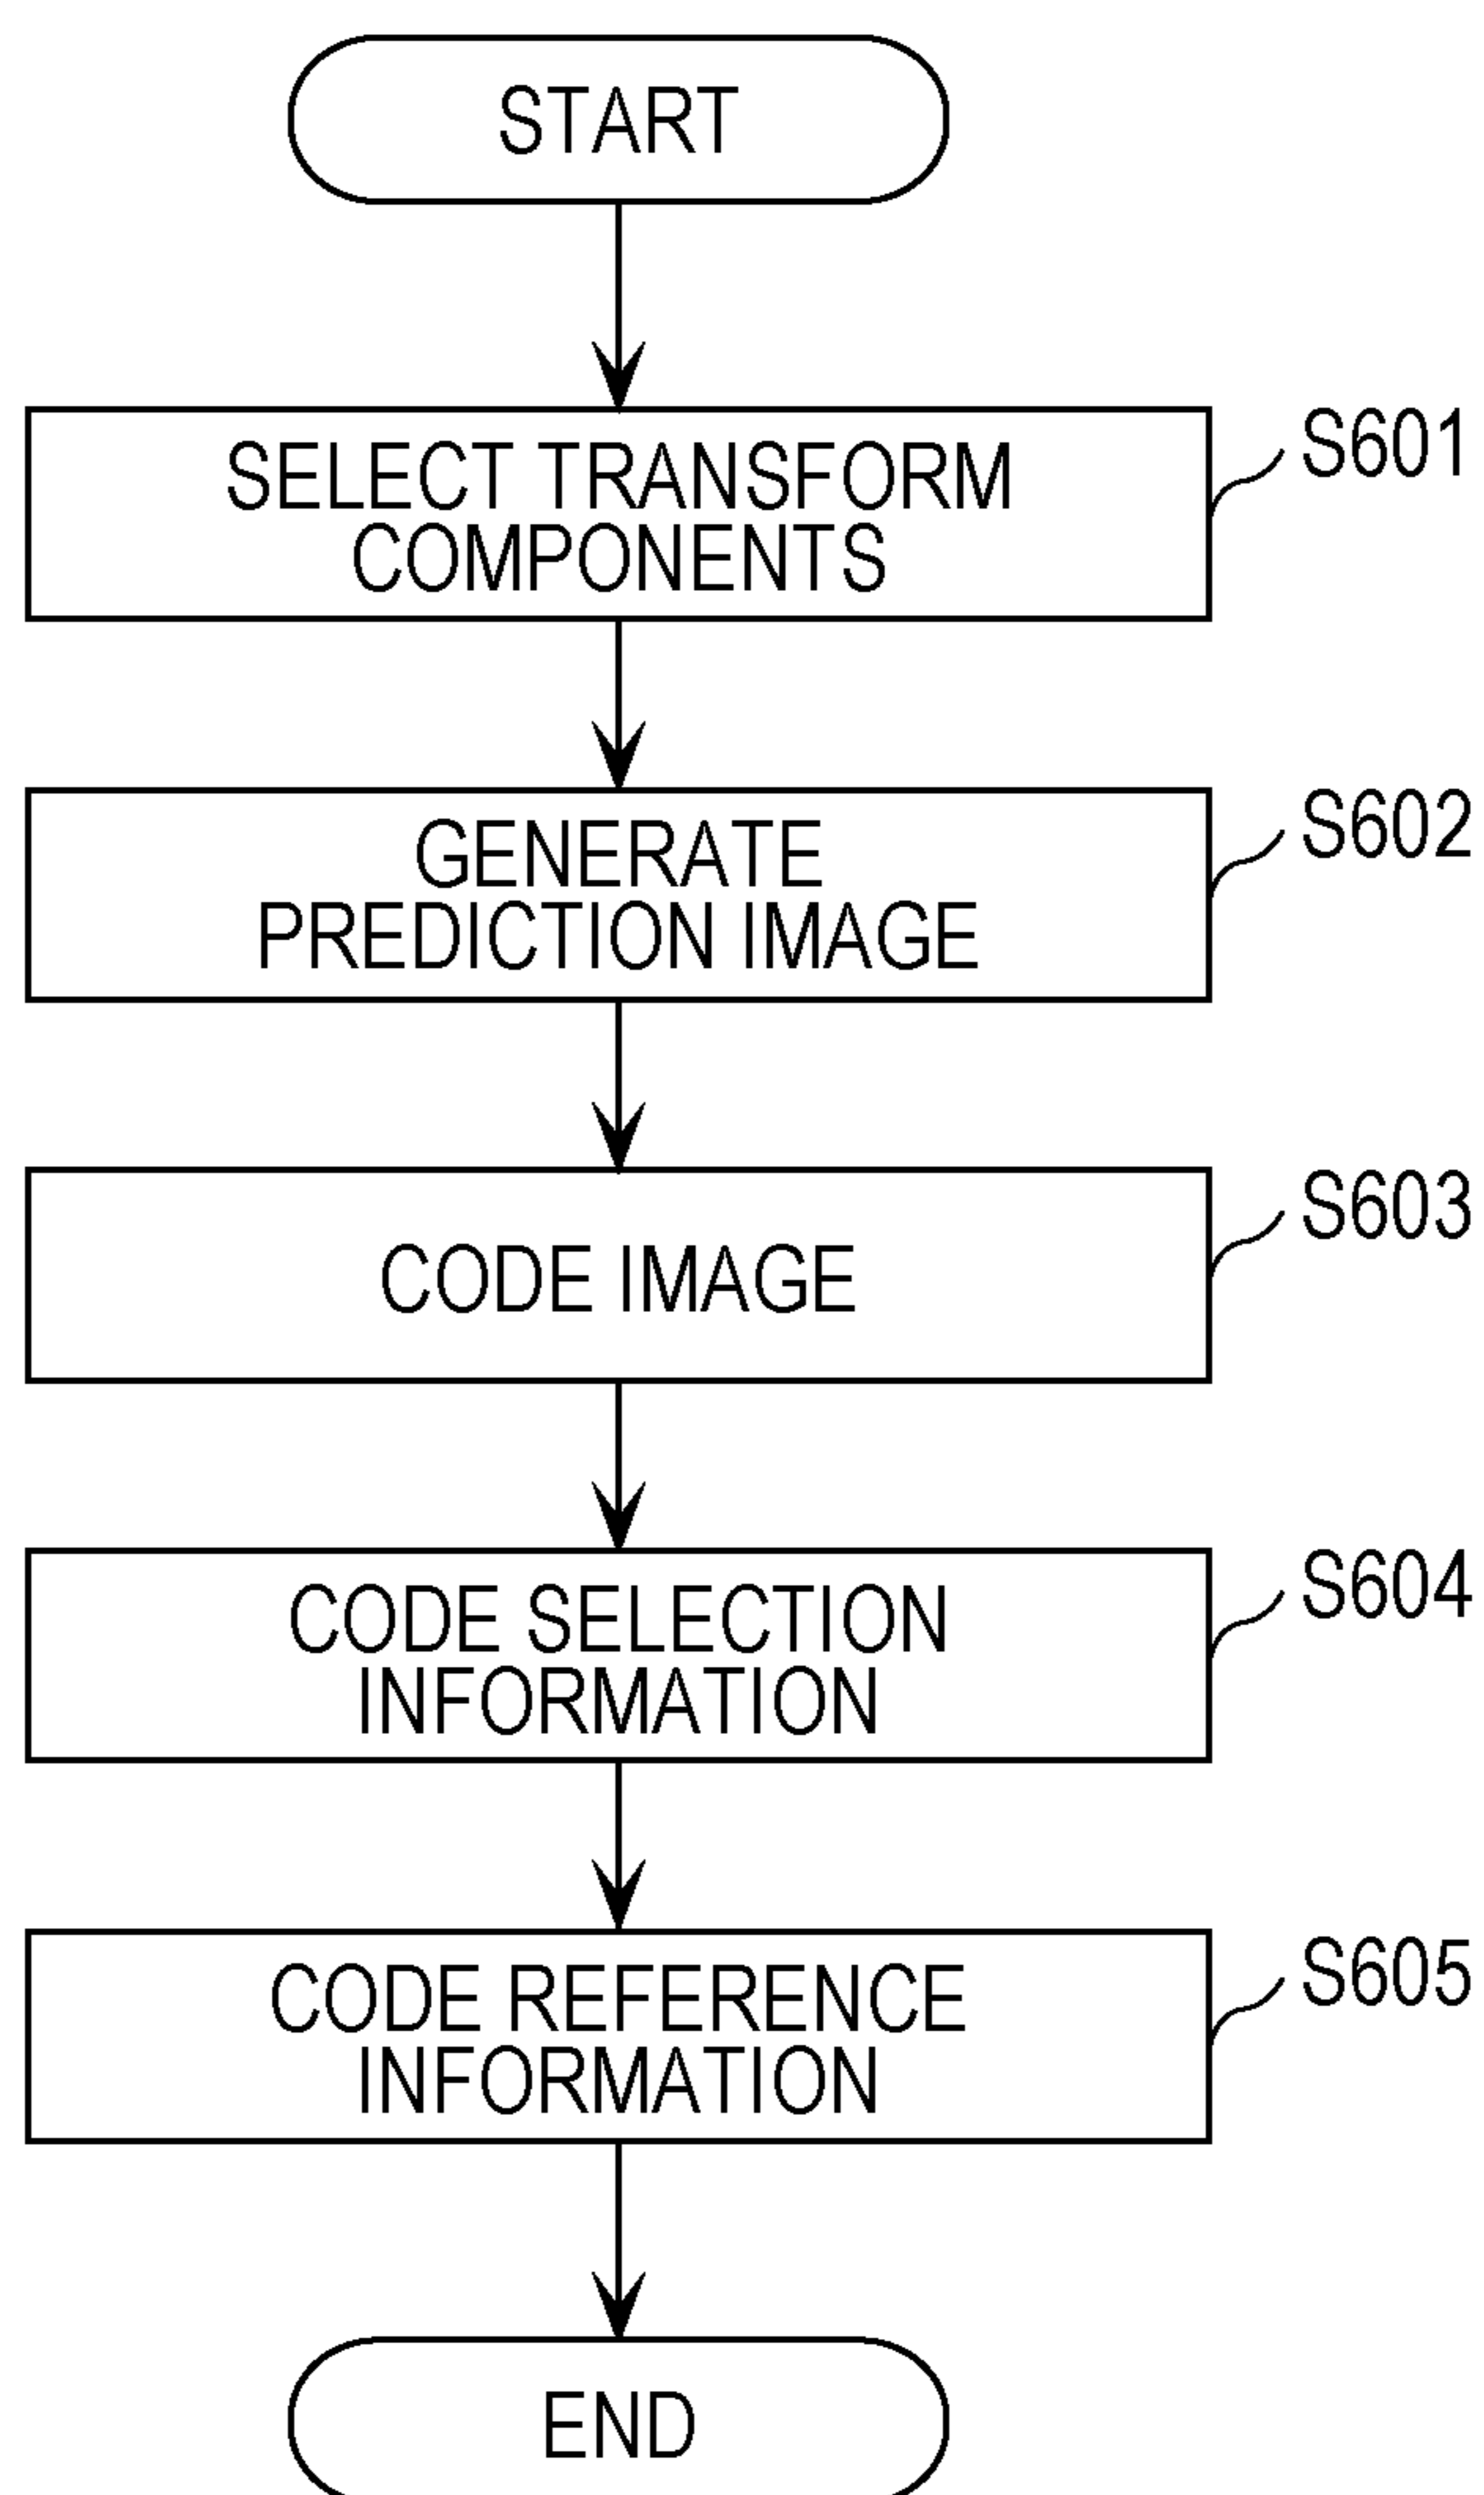 START
SELECT TRANSFORM
COMPONENTS
S601
GENERATE
PREDICTION IMAGE
S602
CODE IMAGE
S603
CODE SELECTION
INFORMATION
S604
CODE REFERENCE
INFORMATION
S605
END